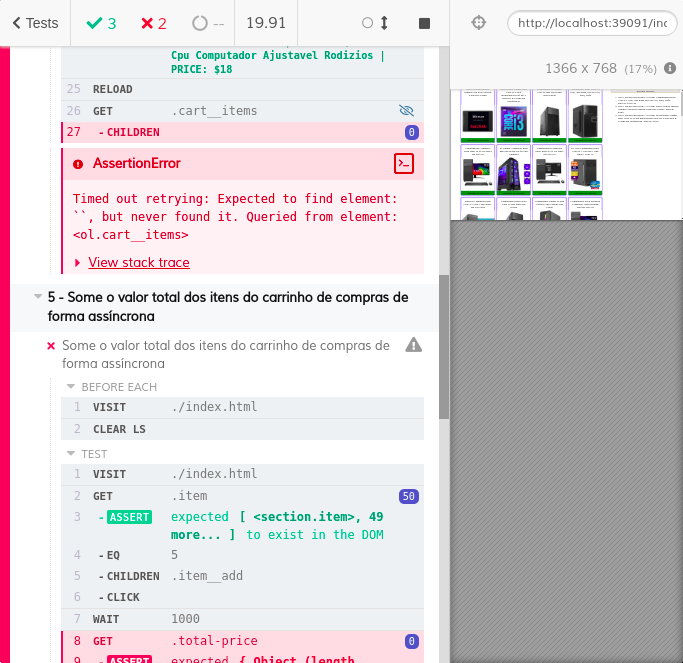 Tests
3
2
--
19.91
http://localhost:39091/inc
1366 x 768 (17%)
Cpu Computador Ajustavel Rodizios |
PRICE: $18
25 RELOAD
26 GET .cart__items
27 -CHILDREN 0
AssertionError
Timed out retrying: Expected to find element:
``, but never found it. Queried from element:
<ol.cart__items>
View stack trace
5 - Some o valor total dos itens do carrinho de compras de
forma assíncrona
Some o valor total dos itens do carrinho de compras de
forma assíncrona
BEFORE EACH
1 VISIT ./index.html
2 CLEAR LS
TEST
1 VISIT ./index.html
2 GET .item 50
3 -ASSERT expected [ <section.item>, 49
more... ] to exist in the DOM
4 -EQ 5
5 -CHILDREN .item__add
6 -CLICK
7 WAIT 1000
8 GET .total-price 0
9 -ASSERT expected { Object (length